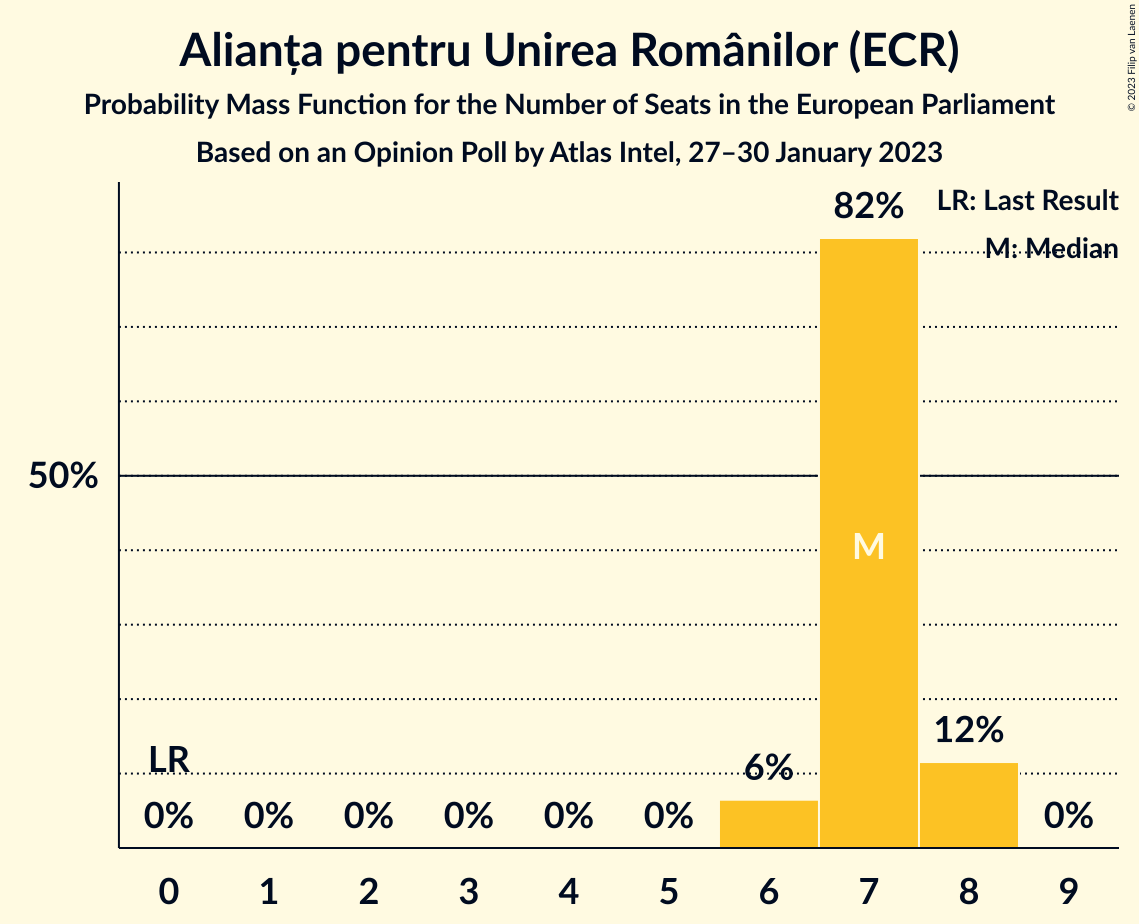 Alianța pentru Unirea Românilor (ECR)
Probability Mass Function for the Number of Seats in the European Parliament
Based on an Opinion Poll by Atlas Intel, 27–30 January 2023
© 2023 Filip van Laenen
LR: Last Result
M: Median
82%
50%
M
LR
12%
6%
0% 0% 0% 0% 0% 0% 0%
0 1 2 3 4 5 6 7 8 9